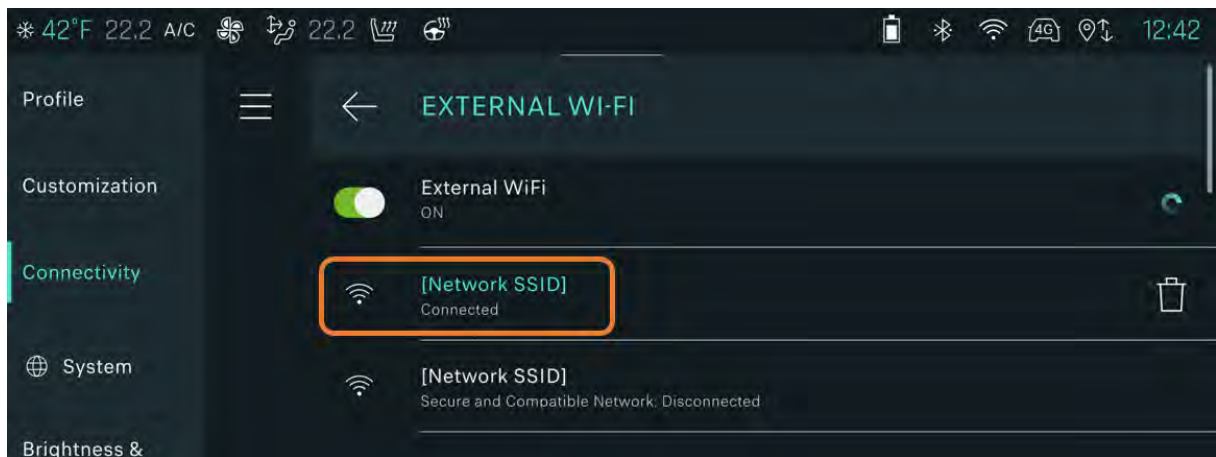 42°F 22.2 A/C 22.2 4G 12:42
Profile
EXTERNAL WI-FI
Customization
External WiFi
ON
Connectivity
[Network SSID]
Connected
System
[Network SSID]
Secure and Compatible Network: Disconnected
Brightness &